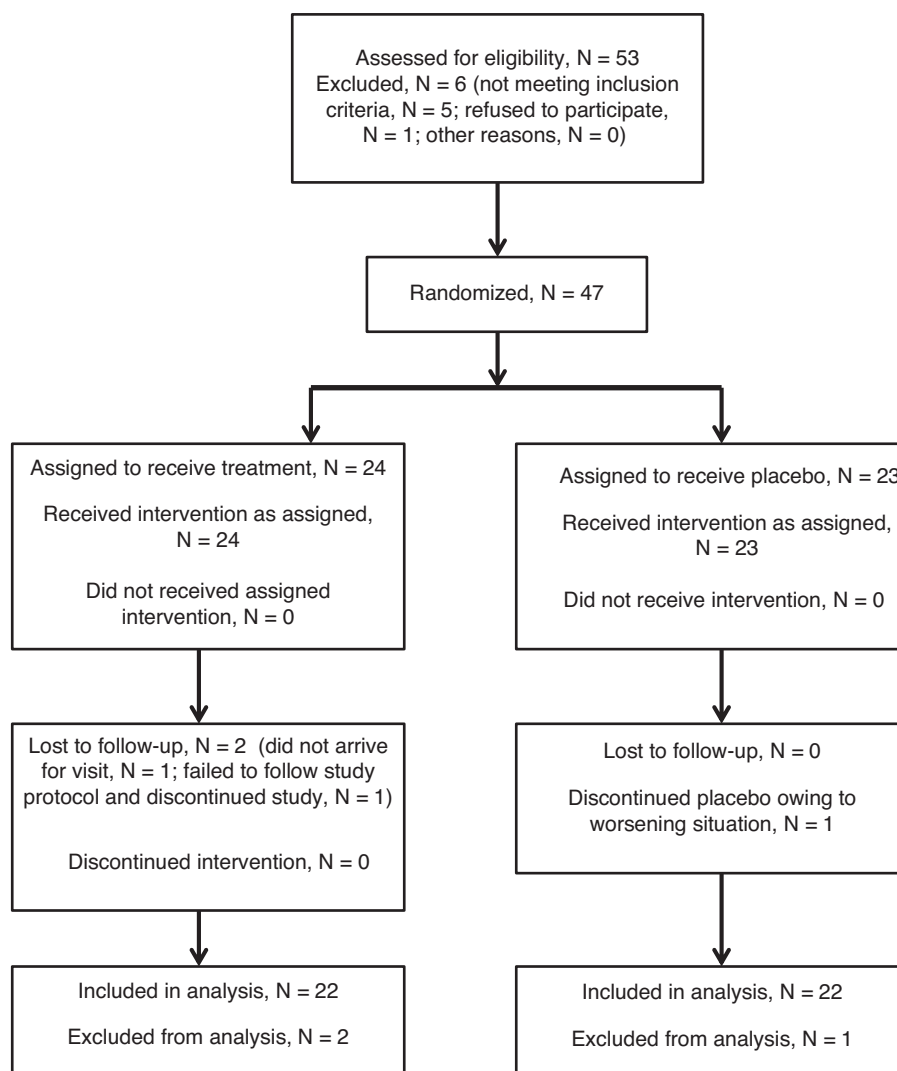 Assessed for eligibility, N = 53
Excluded, N = 6 (not meeting inclusion
criteria, N = 5; refused to participate,
N = 1; other reasons, N = 0)
Randomized, N = 47
Assigned to receive treatment, N = 24
Received intervention as assigned,
N = 24
Did not received assigned
intervention, N = 0
Assigned to receive placebo, N = 23
Received intervention as assigned,
N = 23
Did not receive intervention, N = 0
Lost to follow-up, N = 2 (did not arrive
for visit, N = 1; failed to follow study
protocol and discontinued study, N = 1)
Discontinued intervention, N = 0
Lost to follow-up, N = 0
Discontinued placebo owing to
worsening situation, N = 1
Included in analysis, N = 22
Excluded from analysis, N = 2
Included in analysis, N = 22
Excluded from analysis, N = 1